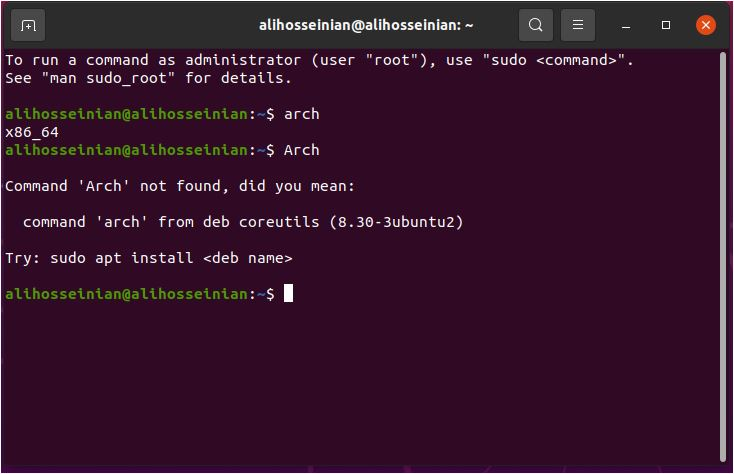 alihosseinian@alihosseinian: ~
To run a command as administrator (user "root"), use "sudo <command>".
See "man sudo_root" for details.
alihosseinian@alihosseinian:~$ arch
x86_64
alihosseinian@alihosseinian:~$ Arch
Command 'Arch' not found, did you mean:
  command 'arch' from deb coreutils (8.30-3ubuntu2)
Try: sudo apt install <deb name>
alihosseinian@alihosseinian:~$